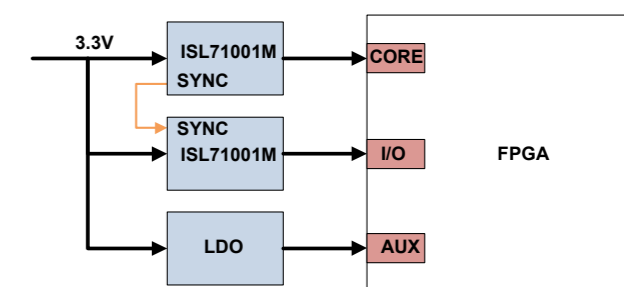 3.3V
ISL71001M
SYNC
CORE
SYNC
ISL71001M
I/O
FPGA
LDO
AUX